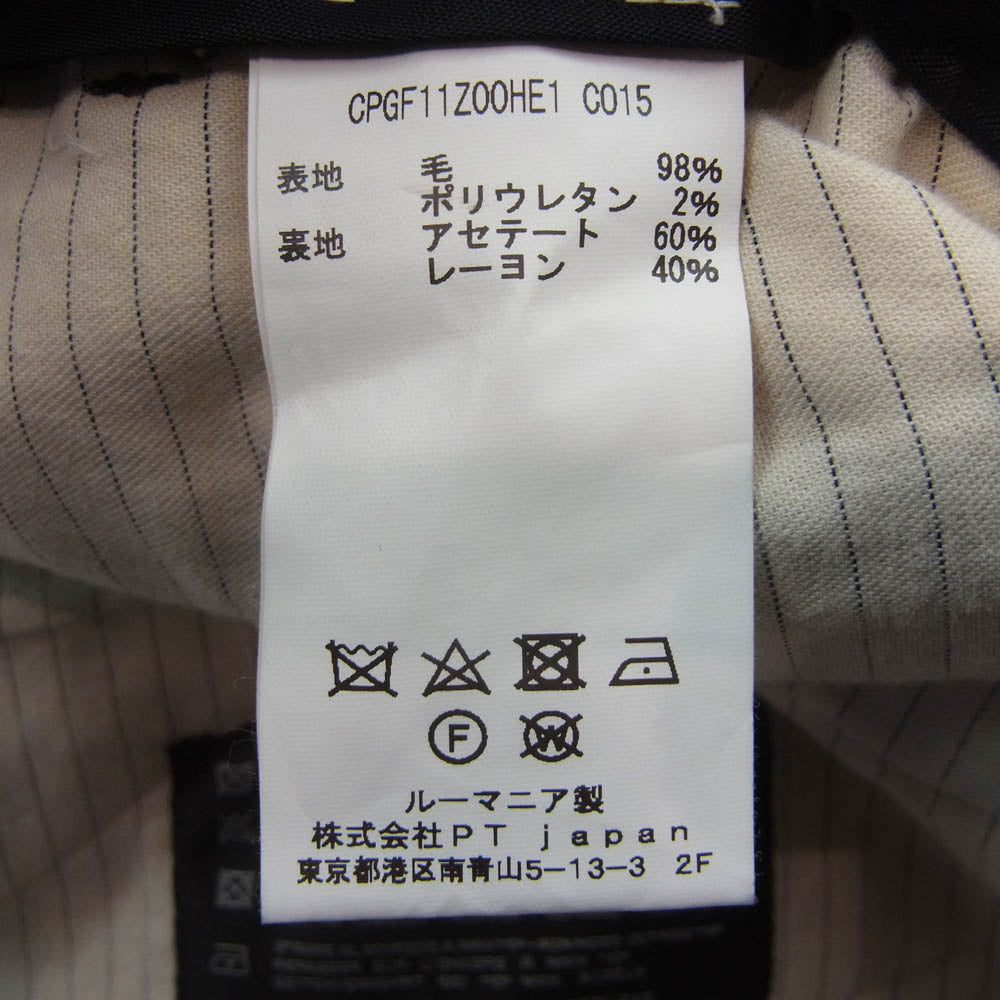 CPGF11Z00HE1 C015
表地 毛 98%
ポリウレタン 2%
裏地 アセテート 60%
レーヨン 40%
F W
ルーマニア製
株式会社PT japan
東京都港区南青山5-13-3 2F